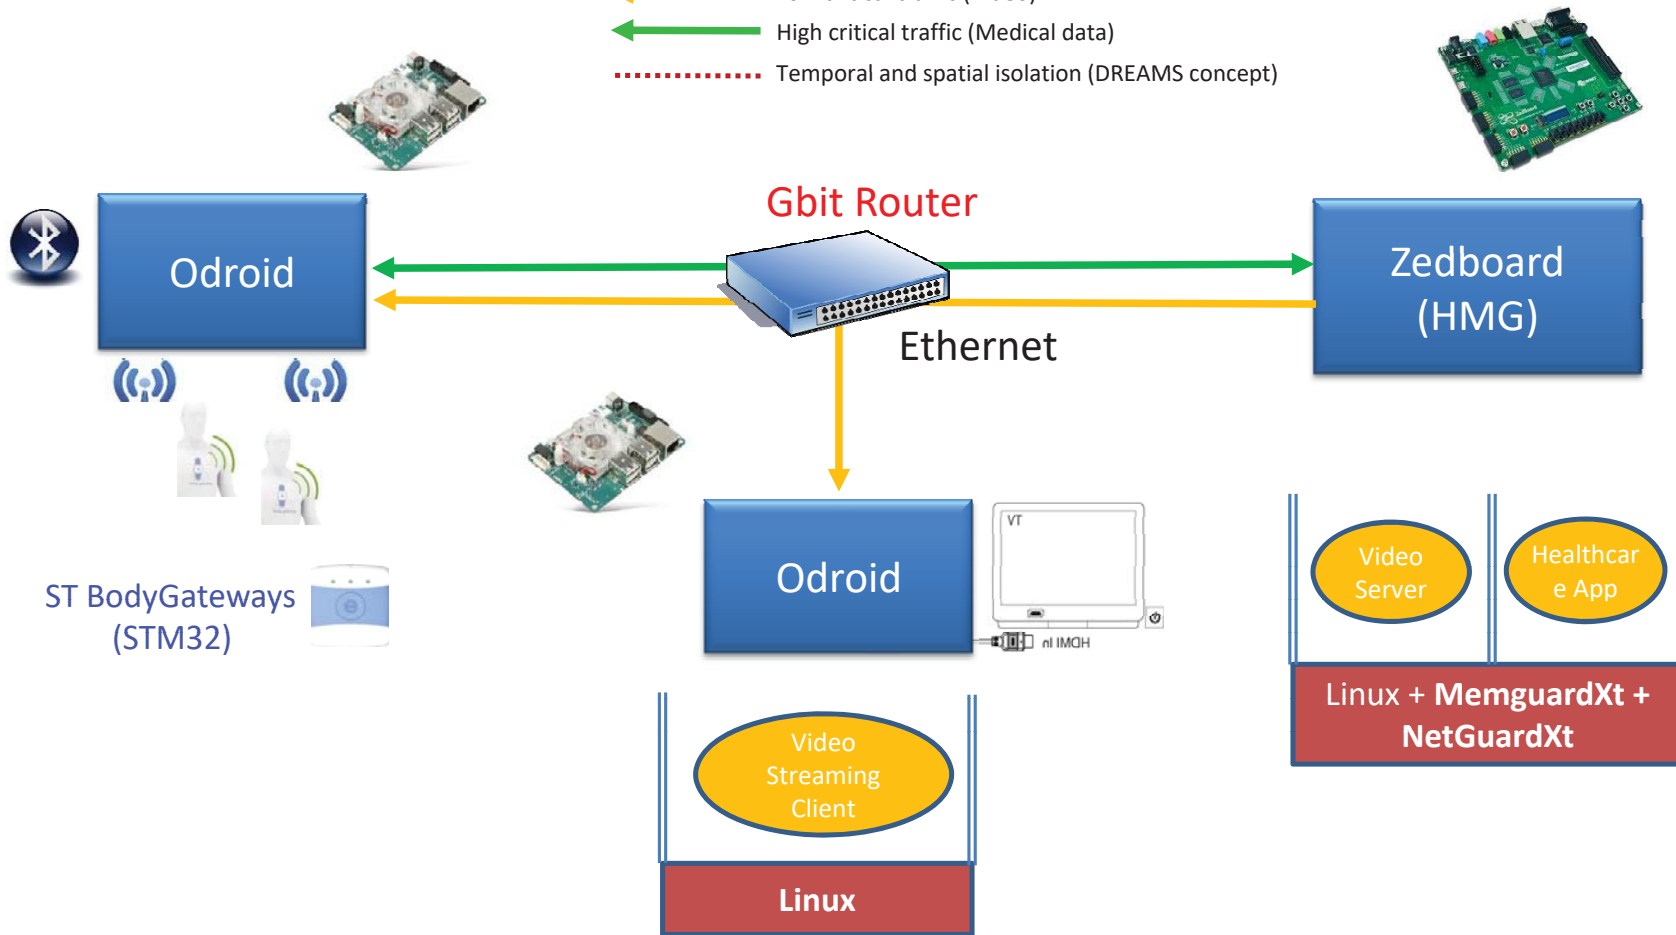 High critical traffic (Medical data)
Temporal and spatial isolation (DREAMS concept)
Gbit Router
Odroid
Zedboard
(HMG)
Ethernet
ST BodyGateways
(STM32)
Odroid
TV
HDMI In
Video
Server
Healthcar
e App
Linux + MemguardXt +
NetGuardXt
Video
Streaming
Client
Linux